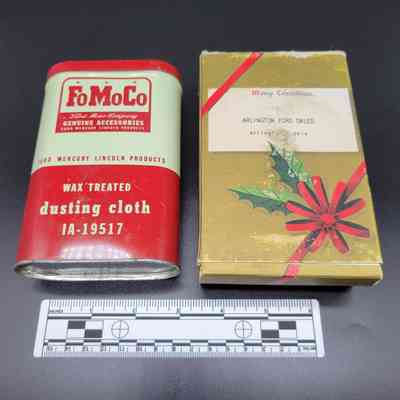 FoMoCo
Ford Motor Company
GENUINE ACCESSORIES
FORD MERCURY LINCOLN PRODUCTS
FORD MERCURY LINCOLN PRODUCTS
WAX TREATED
dusting cloth
IA-19517
Merry Christmas
ARLINGTON FORD SALES